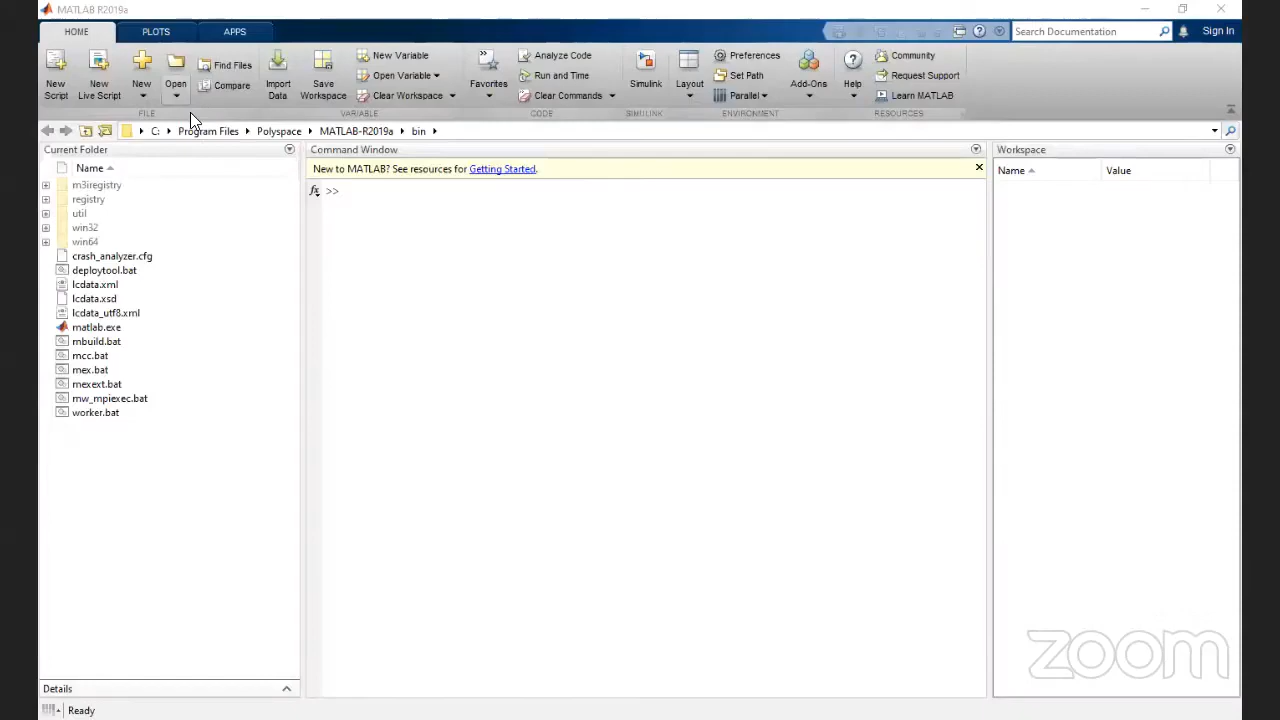 MATLAB R2019a
HOME PLOTS APPS
Search Documentation Sign In
New Script
New Live Script
New
Open
Find Files
Compare
Import Data
Save Workspace
New Variable
Open Variable
Clear Workspace
Favorites
Analyze Code
Run and Time
Clear Commands
Simulink
Layout
Preferences
Set Path
Parallel
Add-Ons
Help
Community
Request Support
Learn MATLAB
FILE VARIABLE CODE SIMULINK ENVIRONMENT RESOURCES
C: Program Files Polyspace MATLAB-R2019a bin
Current Folder
Name
m3iregistry
registry
util
win32
win64
crash_analyzer.cfg
deploytool.bat
lcdata.xml
lcdata.xsd
lcdata_utf8.xml
matlab.exe
mbuild.bat
mcc.bat
mex.bat
mexext.bat
mw_mpiexec.bat
worker.bat
Details
Command Window
New to MATLAB? See resources for Getting Started.
fx >>
Workspace
Name Value
zoom
Ready